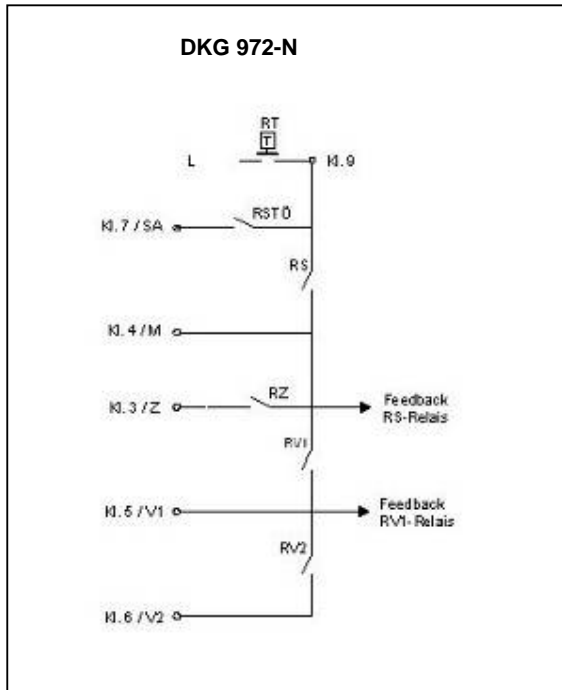 DKG 972-N
RT
T
L
Kl.9
Kl.7/SA
RSTÖ
RS
Kl.4/M
Kl.3/Z
RZ
Feedback
RS-Relais
RV1
Kl.5/V1
Feedback
RV1-Relais
RV2
Kl.6/V2